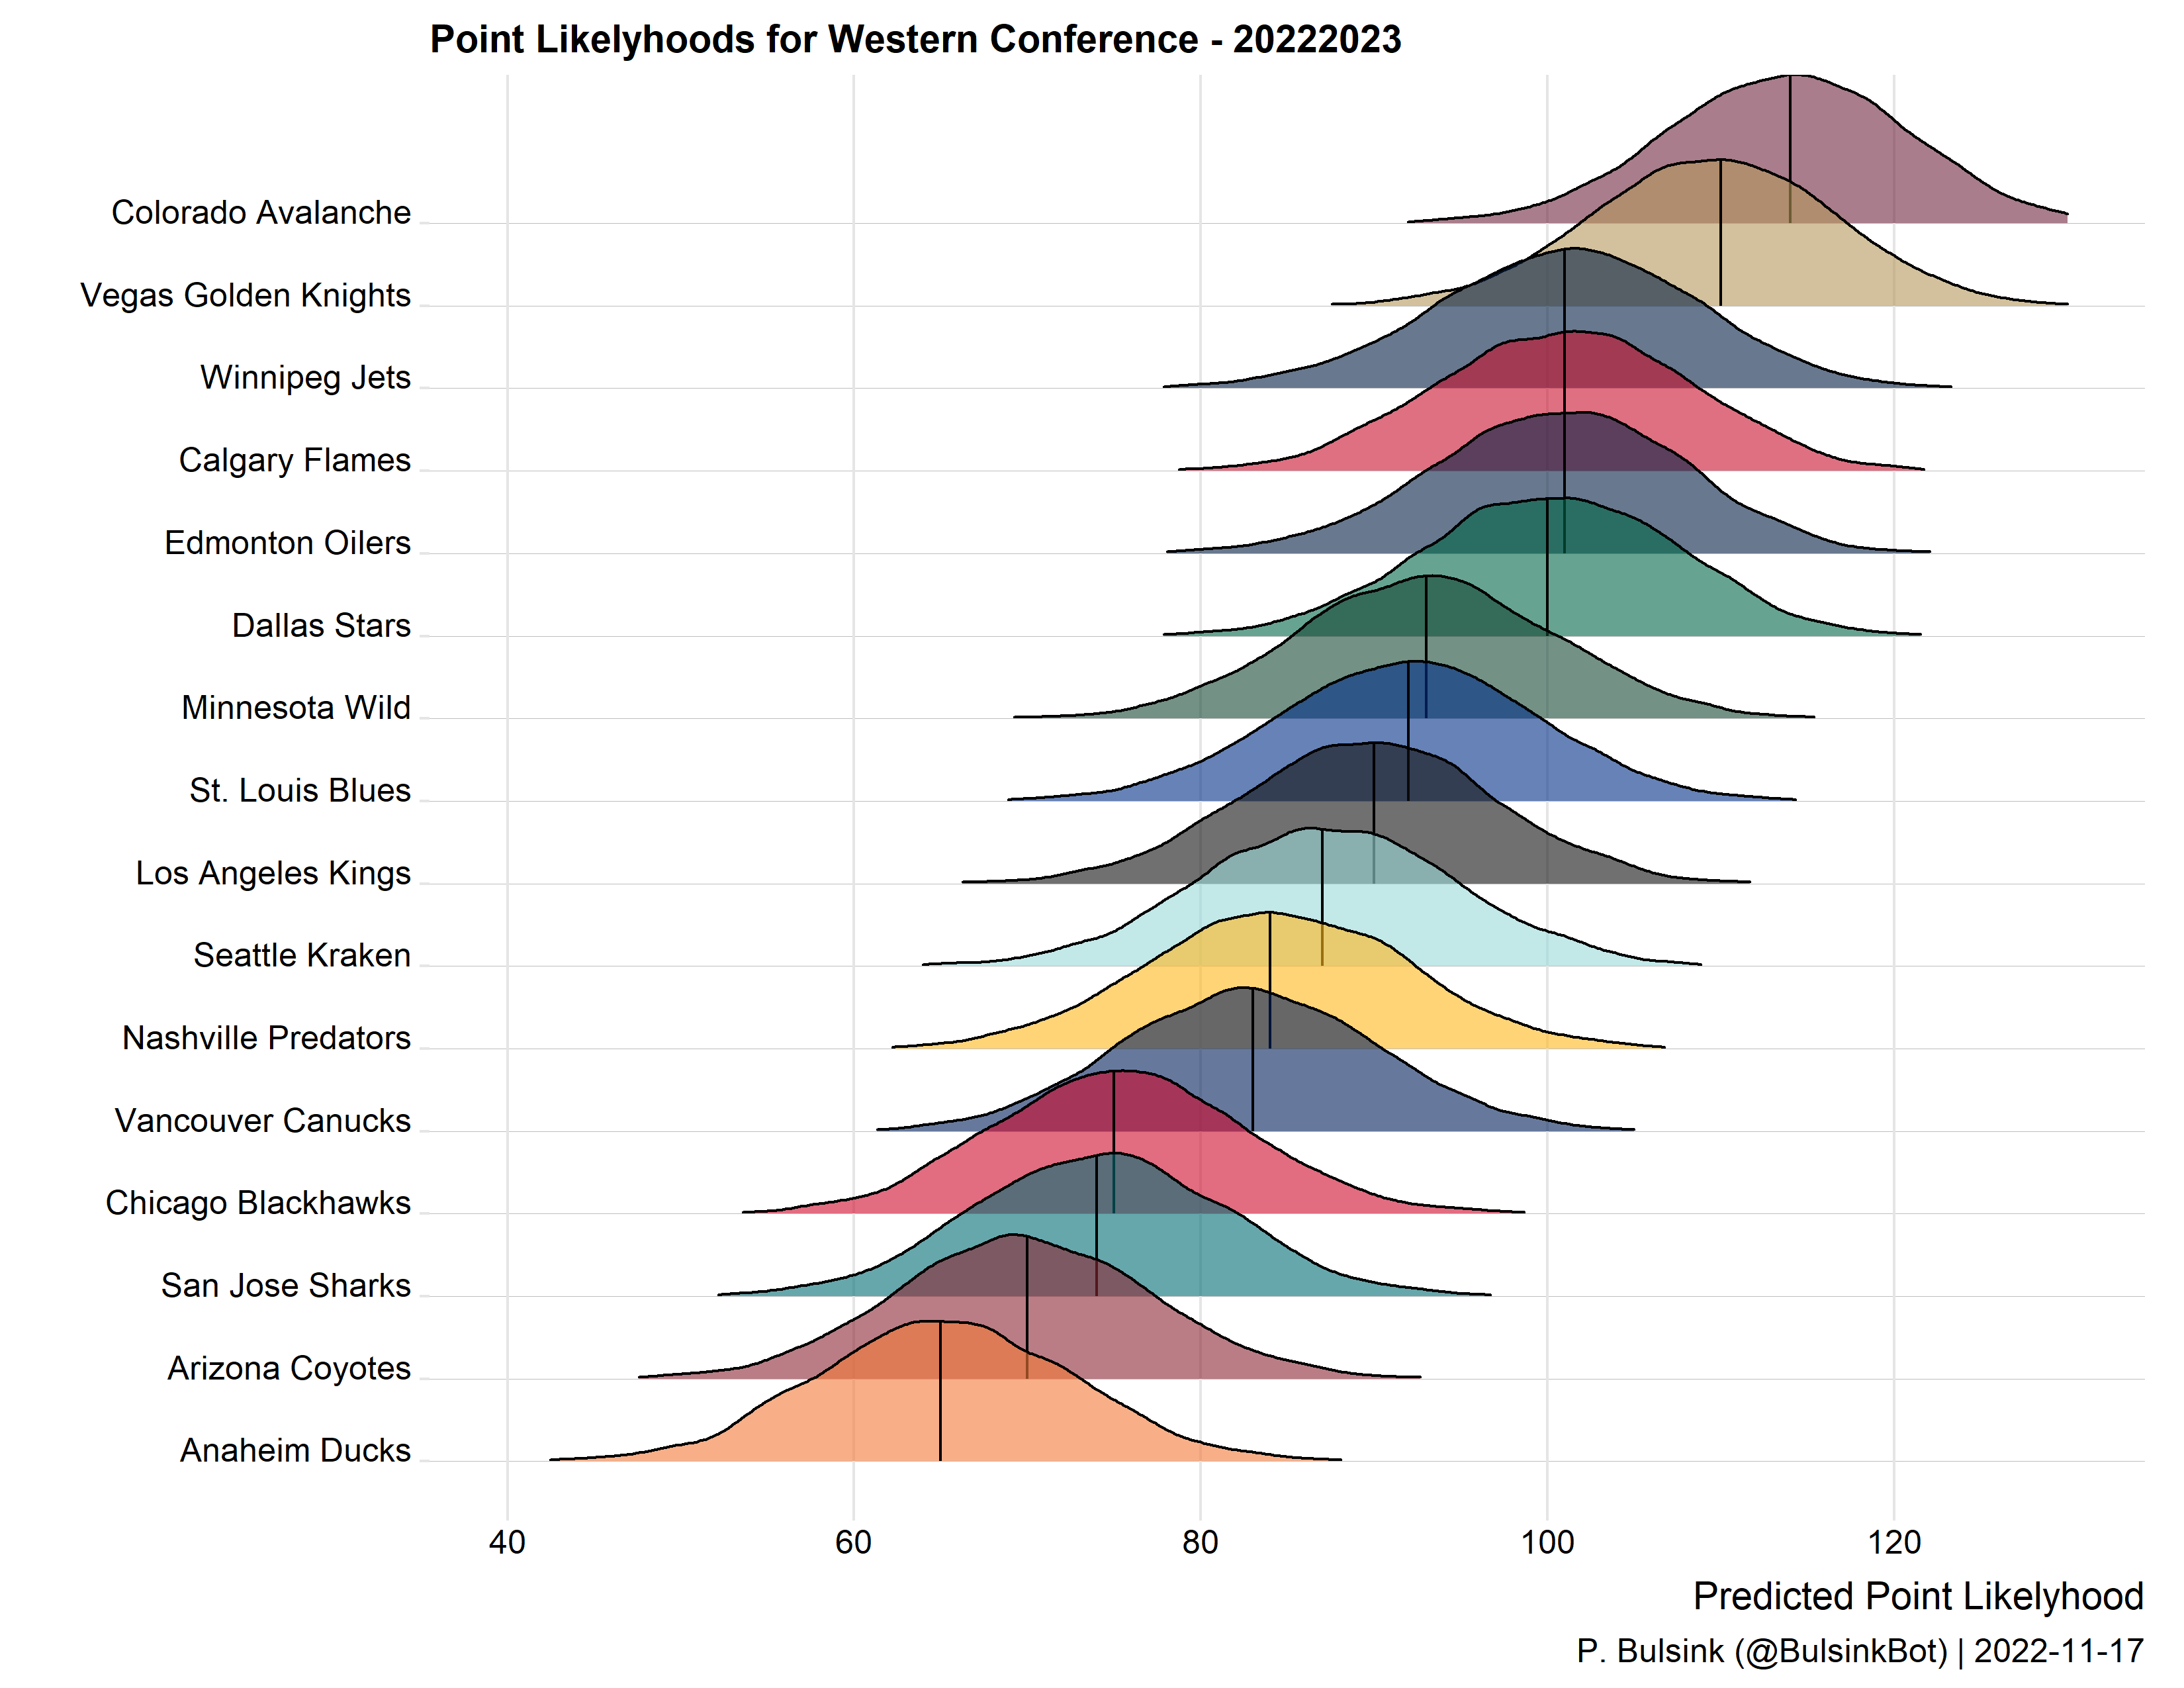 Point Likelyhoods for Western Conference - 20222023
Colorado Avalanche
Vegas Golden Knights
Winnipeg Jets
Calgary Flames
Edmonton Oilers
Dallas Stars
Minnesota Wild
St. Louis Blues
Los Angeles Kings
Seattle Kraken
Nashville Predators
Vancouver Canucks
Chicago Blackhawks
San Jose Sharks
Arizona Coyotes
Anaheim Ducks
40 60 80 100 120
Predicted Point Likelyhood
P. Bulsink (@BulsinkBot) | 2022-11-17